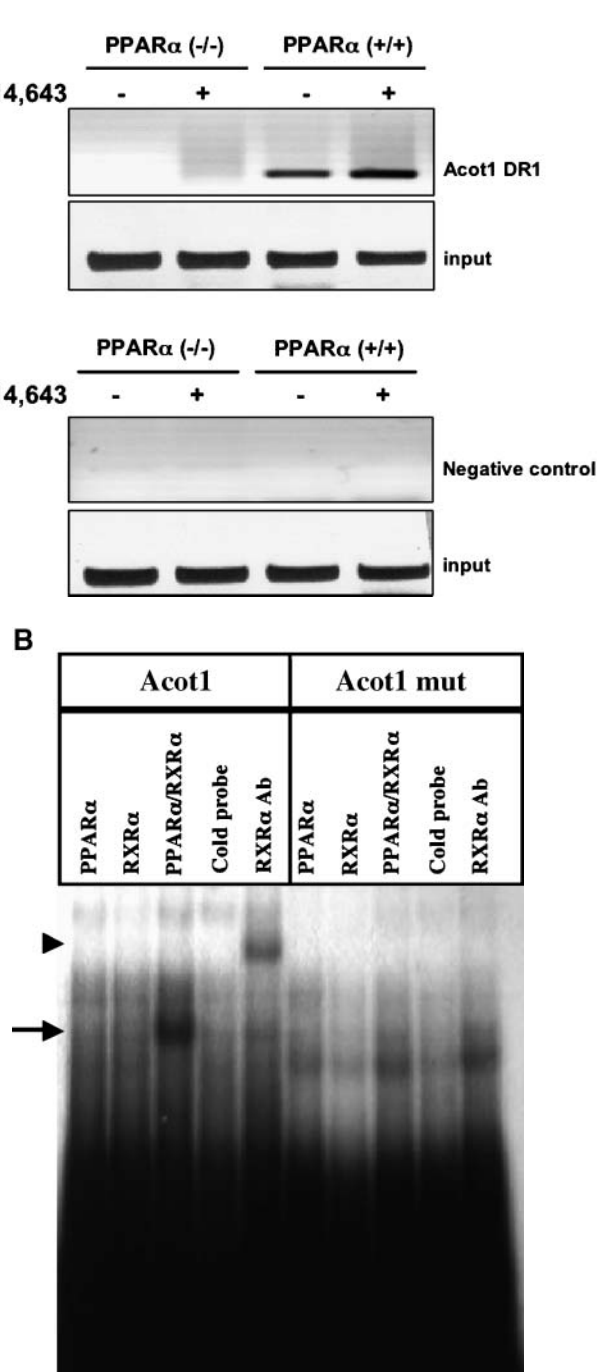 PPARα (-/-) PPARα (+/+)
4,643 - + - +
Acot1 DR1
input
PPARα (-/-) PPARα (+/+)
4,643 - + - +
Negative control
input
B
Acot1 Acot1 mut
PPARα RXRα PPARα/RXRα Cold probe RXRα Ab PPARα RXRα PPARα/RXRα Cold probe RXRα Ab